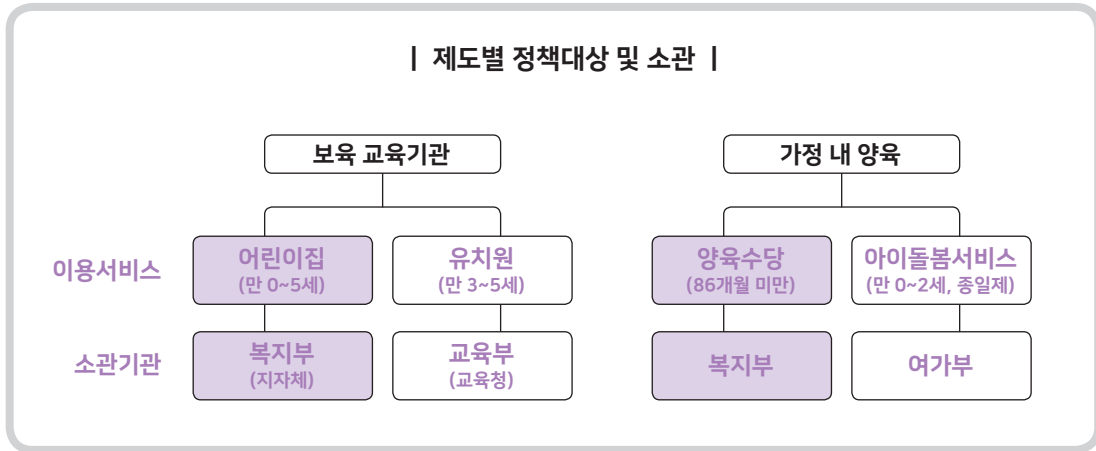 | 제도별 정책대상 및 소관 |
보육 교육기관
가정 내 양육
이용서비스
어린이집
(만 0~5세)
유치원
(만 3~5세)
양육수당
(86개월 미만)
아이돌봄서비스
(만 0~2세, 종일제)
소관기관
복지부
(지자체)
교육부
(교육청)
복지부
여가부